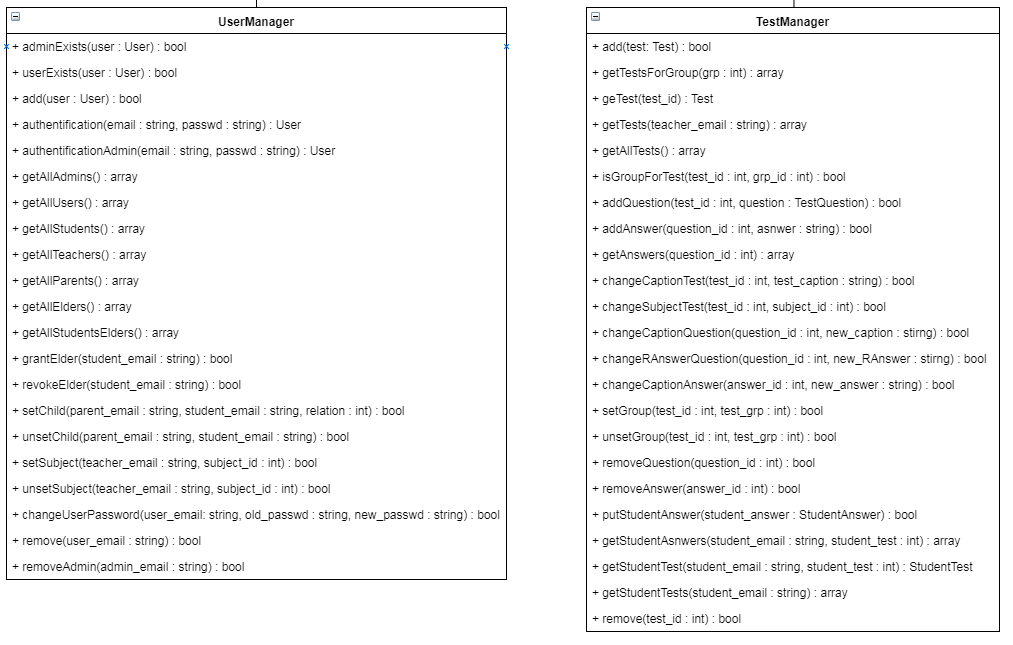 UserManager
+ adminExists(user : User) : bool
+ userExists(user : User) : bool
+ add(user : User) : bool
+ authentification(email : string, passwd : string) : User
+ authentificationAdmin(email : string, passwd : string) : User
+ getAllAdmins() : array
+ getAllUsers() : array
+ getAllStudents() : array
+ getAllTeachers() : array
+ getAllParents() : array
+ getAllElders() : array
+ getAllStudentsElders() : array
+ grantElder(student_email : string) : bool
+ revokeElder(student_email : string) : bool
+ setChild(parent_email : string, student_email : string, relation : int) : bool
+ unsetChild(parent_email : string, student_email : string) : bool
+ setSubject(teacher_email : string, subject_id : int) : bool
+ unsetSubject(teacher_email : string, subject_id : int) : bool
+ changeUserPassword(user_email: string, old_passwd : string, new_passwd : string) : bool
+ remove(user_email : string) : bool
+ removeAdmin(admin_email : string) : bool
TestManager
+ add(test: Test) : bool
+ getTestsForGroup(grp : int) : array
+ geTest(test_id) : Test
+ getTests(teacher_email : string) : array
+ getAllTests() : array
+ isGroupForTest(test_id : int, grp_id : int) : bool
+ addQuestion(test_id : int, question : TestQuestion) : bool
+ addAnswer(question_id : int, asnwer : string) : bool
+ getAnswers(question_id : int) : array
+ changeCaptionTest(test_id : int, test_caption : string) : bool
+ changeSubjectTest(test_id : int, subject_id : int) : bool
+ changeCaptionQuestion(question_id : int, new_caption : stirng) : bool
+ changeRAnswerQuestion(question_id : int, new_RAnswer : stirng) : bool
+ changeCaptionAnswer(answer_id : int, new_answer : string) : bool
+ setGroup(test_id : int, test_grp : int) : bool
+ unsetGroup(test_id : int, test_grp : int) : bool
+ removeQuestion(question_id : int) : bool
+ removeAnswer(answer_id : int) : bool
+ putStudentAnswer(student_answer : StudentAnswer) : bool
+ getStudentAsnwers(student_email : string, student_test : int) : array
+ getStudentTest(student_email : string, student_test : int) : StudentTest
+ getStudentTests(student_email : string) : array
+ remove(test_id : int) : bool